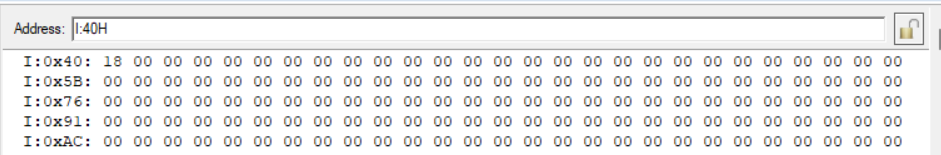 Address: I:40H
I:0x40: 18 00 00 00 00 00 00 00 00 00 00 00 00 00 00 00 00 00 00 00 00 00 00 00 00 00 00
I:0x5B: 00 00 00 00 00 00 00 00 00 00 00 00 00 00 00 00 00 00 00 00 00 00 00 00 00 00 00
I:0x76: 00 00 00 00 00 00 00 00 00 00 00 00 00 00 00 00 00 00 00 00 00 00 00 00 00 00 00
I:0x91: 00 00 00 00 00 00 00 00 00 00 00 00 00 00 00 00 00 00 00 00 00 00 00 00 00 00 00
I:0xAC: 00 00 00 00 00 00 00 00 00 00 00 00 00 00 00 00 00 00 00 00 00 00 00 00 00 00 00